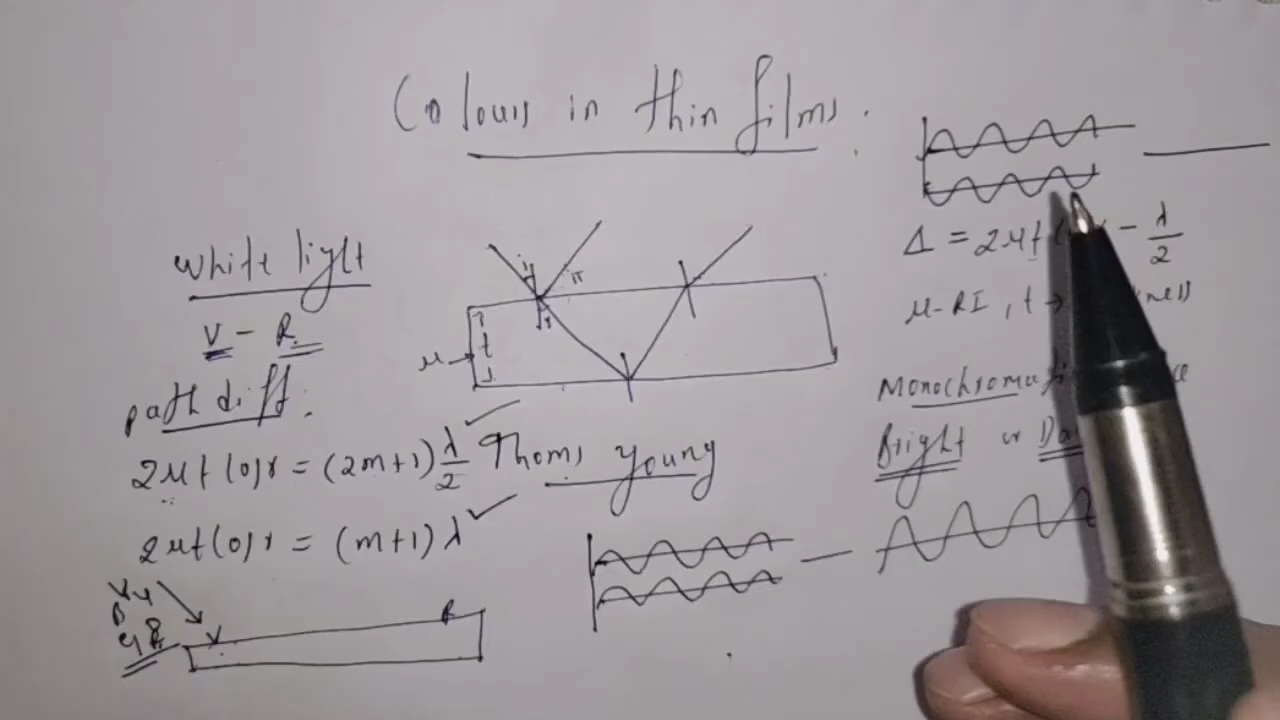 Colours in thin films.
White light
V - R
path diff:
2μt cos r = (2m+1) λ/2
Thoms young
2μt cos r = (m+1) λ
V
R
μ
t
i
r
Δ = 2μt - λ/2
μ-RI, t →
Monochromatic
Bright or
V
R